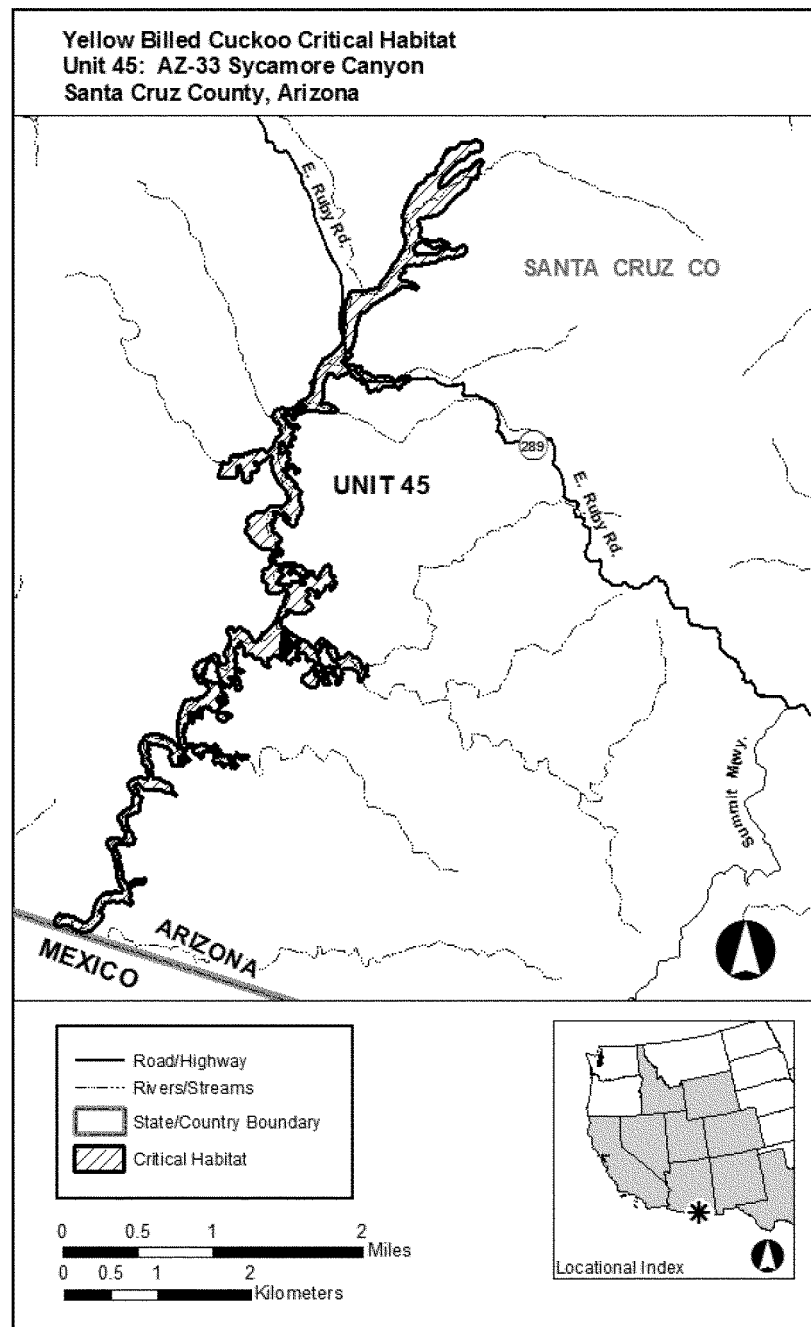 Yellow Billed Cuckoo Critical Habitat
Unit 45: AZ-33 Sycamore Canyon
Santa Cruz County, Arizona
E. Ruby Rd.
SANTA CRUZ CO
289
UNIT 45
E. Ruby Rd.
Summit Mtwy.
ARIZONA
MEXICO
Road/Highway
Rivers/Streams
State/Country Boundary
Critical Habitat
0 0.5 1 2
Miles
0 0.5 1 2
Kilometers
Locational Index